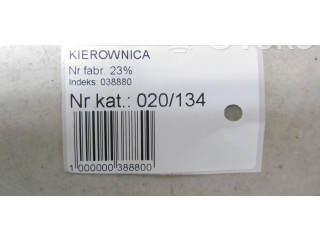 KIEROWNICA
Nr fabr. 23%
Indeks: 038880
Nr kat.: 020/134
1 000000 388800